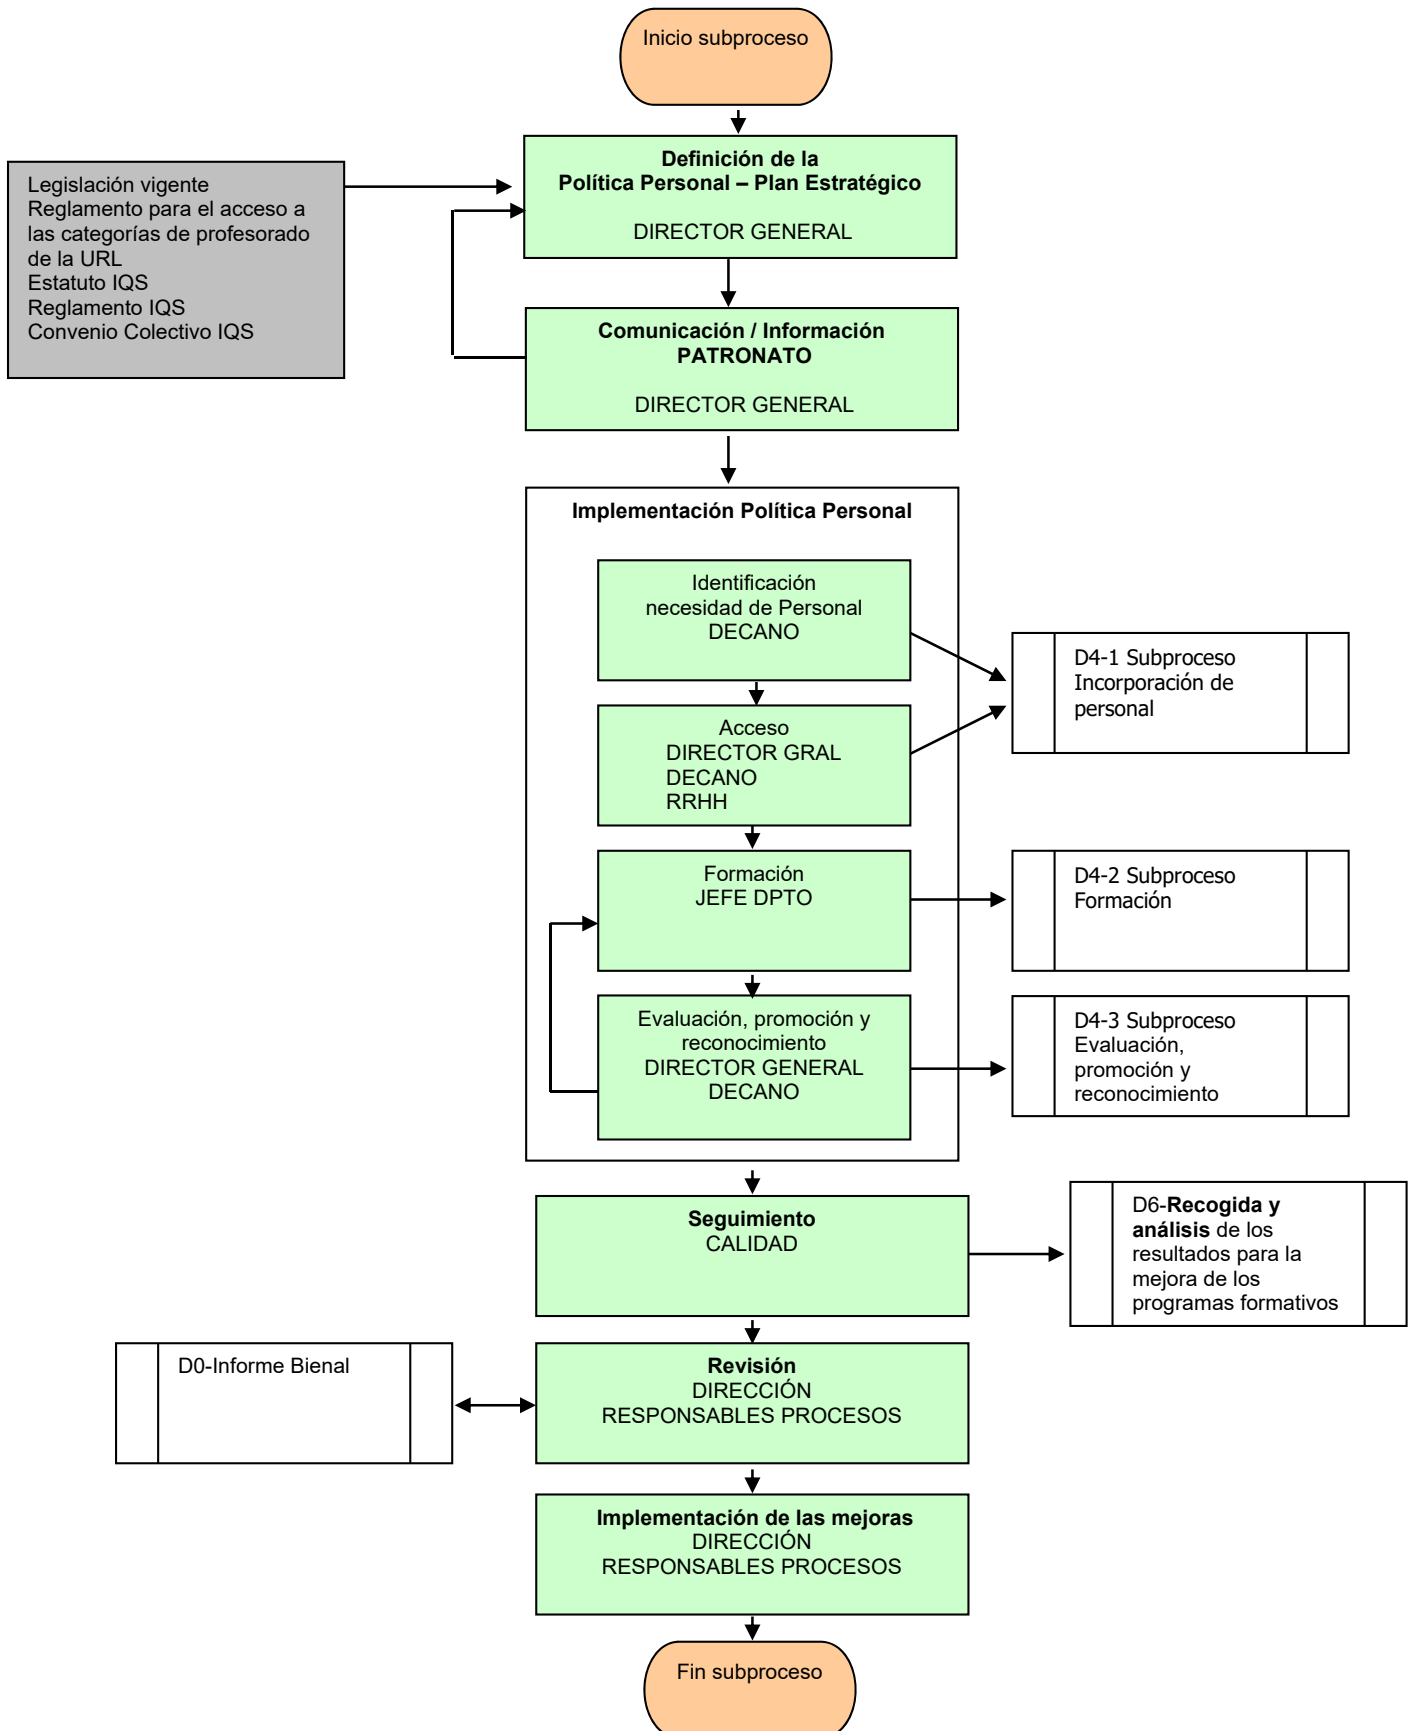 Inicio subproceso
Definición de la
Política Personal – Plan Estratégico
DIRECTOR GENERAL
Legislación vigente
Reglamento para el acceso a
las categorías de profesorado
de la URL
Estatuto IQS
Reglamento IQS
Convenio Colectivo IQS
Comunicación / Información
PATRONATO
DIRECTOR GENERAL
Implementación Política Personal
Identificación
necesidad de Personal
DECANO
D4-1 Subproceso
Incorporación de
personal
Acceso
DIRECTOR GRAL
DECANO
RRHH
Formación
JEFE DPTO
D4-2 Subproceso
Formación
Evaluación, promoción y
reconocimiento
DIRECTOR GENERAL
DECANO
D4-3 Subproceso
Evaluación,
promoción y
reconocimiento
Seguimiento
CALIDAD
D6-Recogida y
análisis de los
resultados para la
mejora de los
programas formativos
D0-Informe Bienal
Revisión
DIRECCIÓN
RESPONSABLES PROCESOS
Implementación de las mejoras
DIRECCIÓN
RESPONSABLES PROCESOS
Fin subproceso